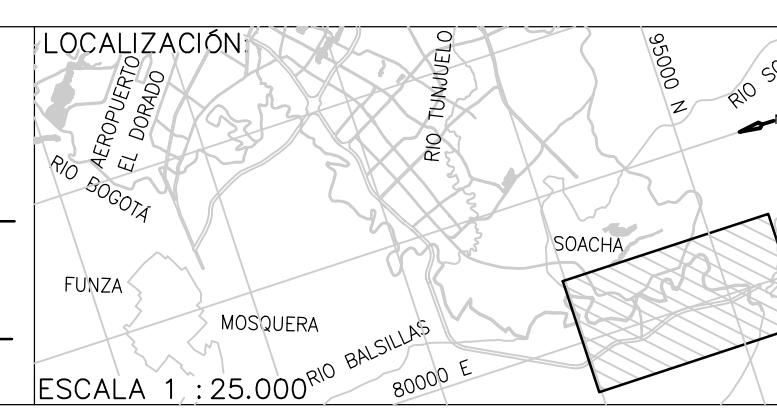 LOCALIZACIÓN:
AEROPUERTO
EL DORADO
RIO BOGOTÁ
RIO TUNJUELO
95000 N
RIO
SOACHA
FUNZA
MOSQUERA
RIO BALSILLAS
80000 E
ESCALA 1 : 25.000